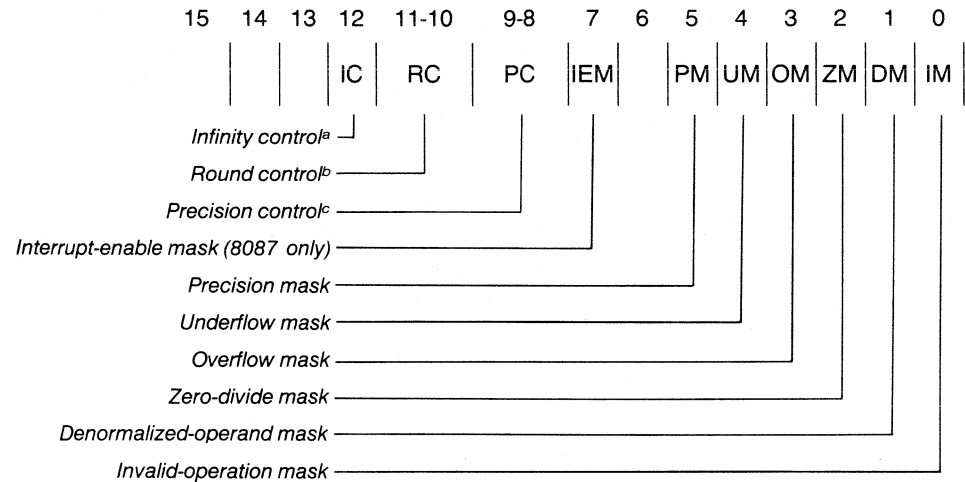 15 14 13 12 11-10 9-8 7 6 5 4 3 2 1 0
IC RC PC IEM PM UM OM ZM DM IM
Infinity controlᵃ
Round controlᵇ
Precision controlᶜ
Interrupt-enable mask (8087 only)
Precision mask
Underflow mask
Overflow mask
Zero-divide mask
Denormalized-operand mask
Invalid-operation mask